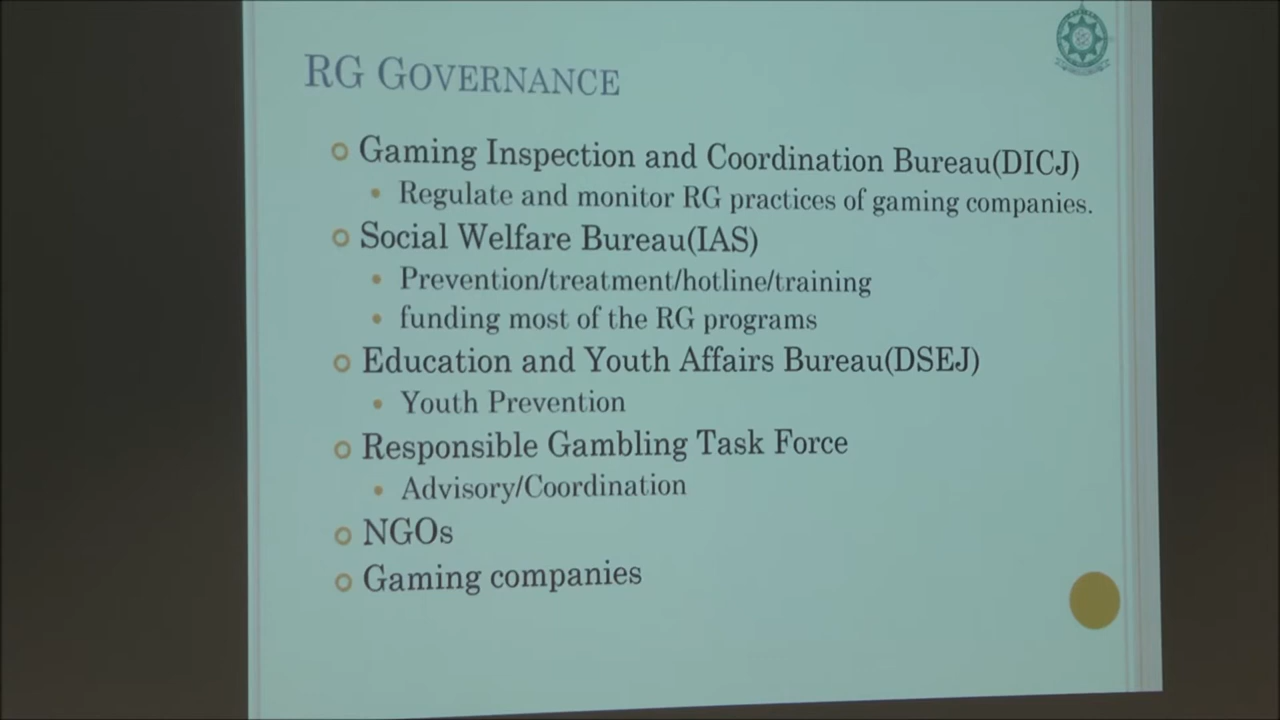 RG GOVERNANCE
Gaming Inspection and Coordination Bureau(DICJ)
Regulate and monitor RG practices of gaming companies.
Social Welfare Bureau(IAS)
Prevention/treatment/hotline/training
funding most of the RG programs
Education and Youth Affairs Bureau(DSEJ)
Youth Prevention
Responsible Gambling Task Force
Advisory/Coordination
NGOs
Gaming companies